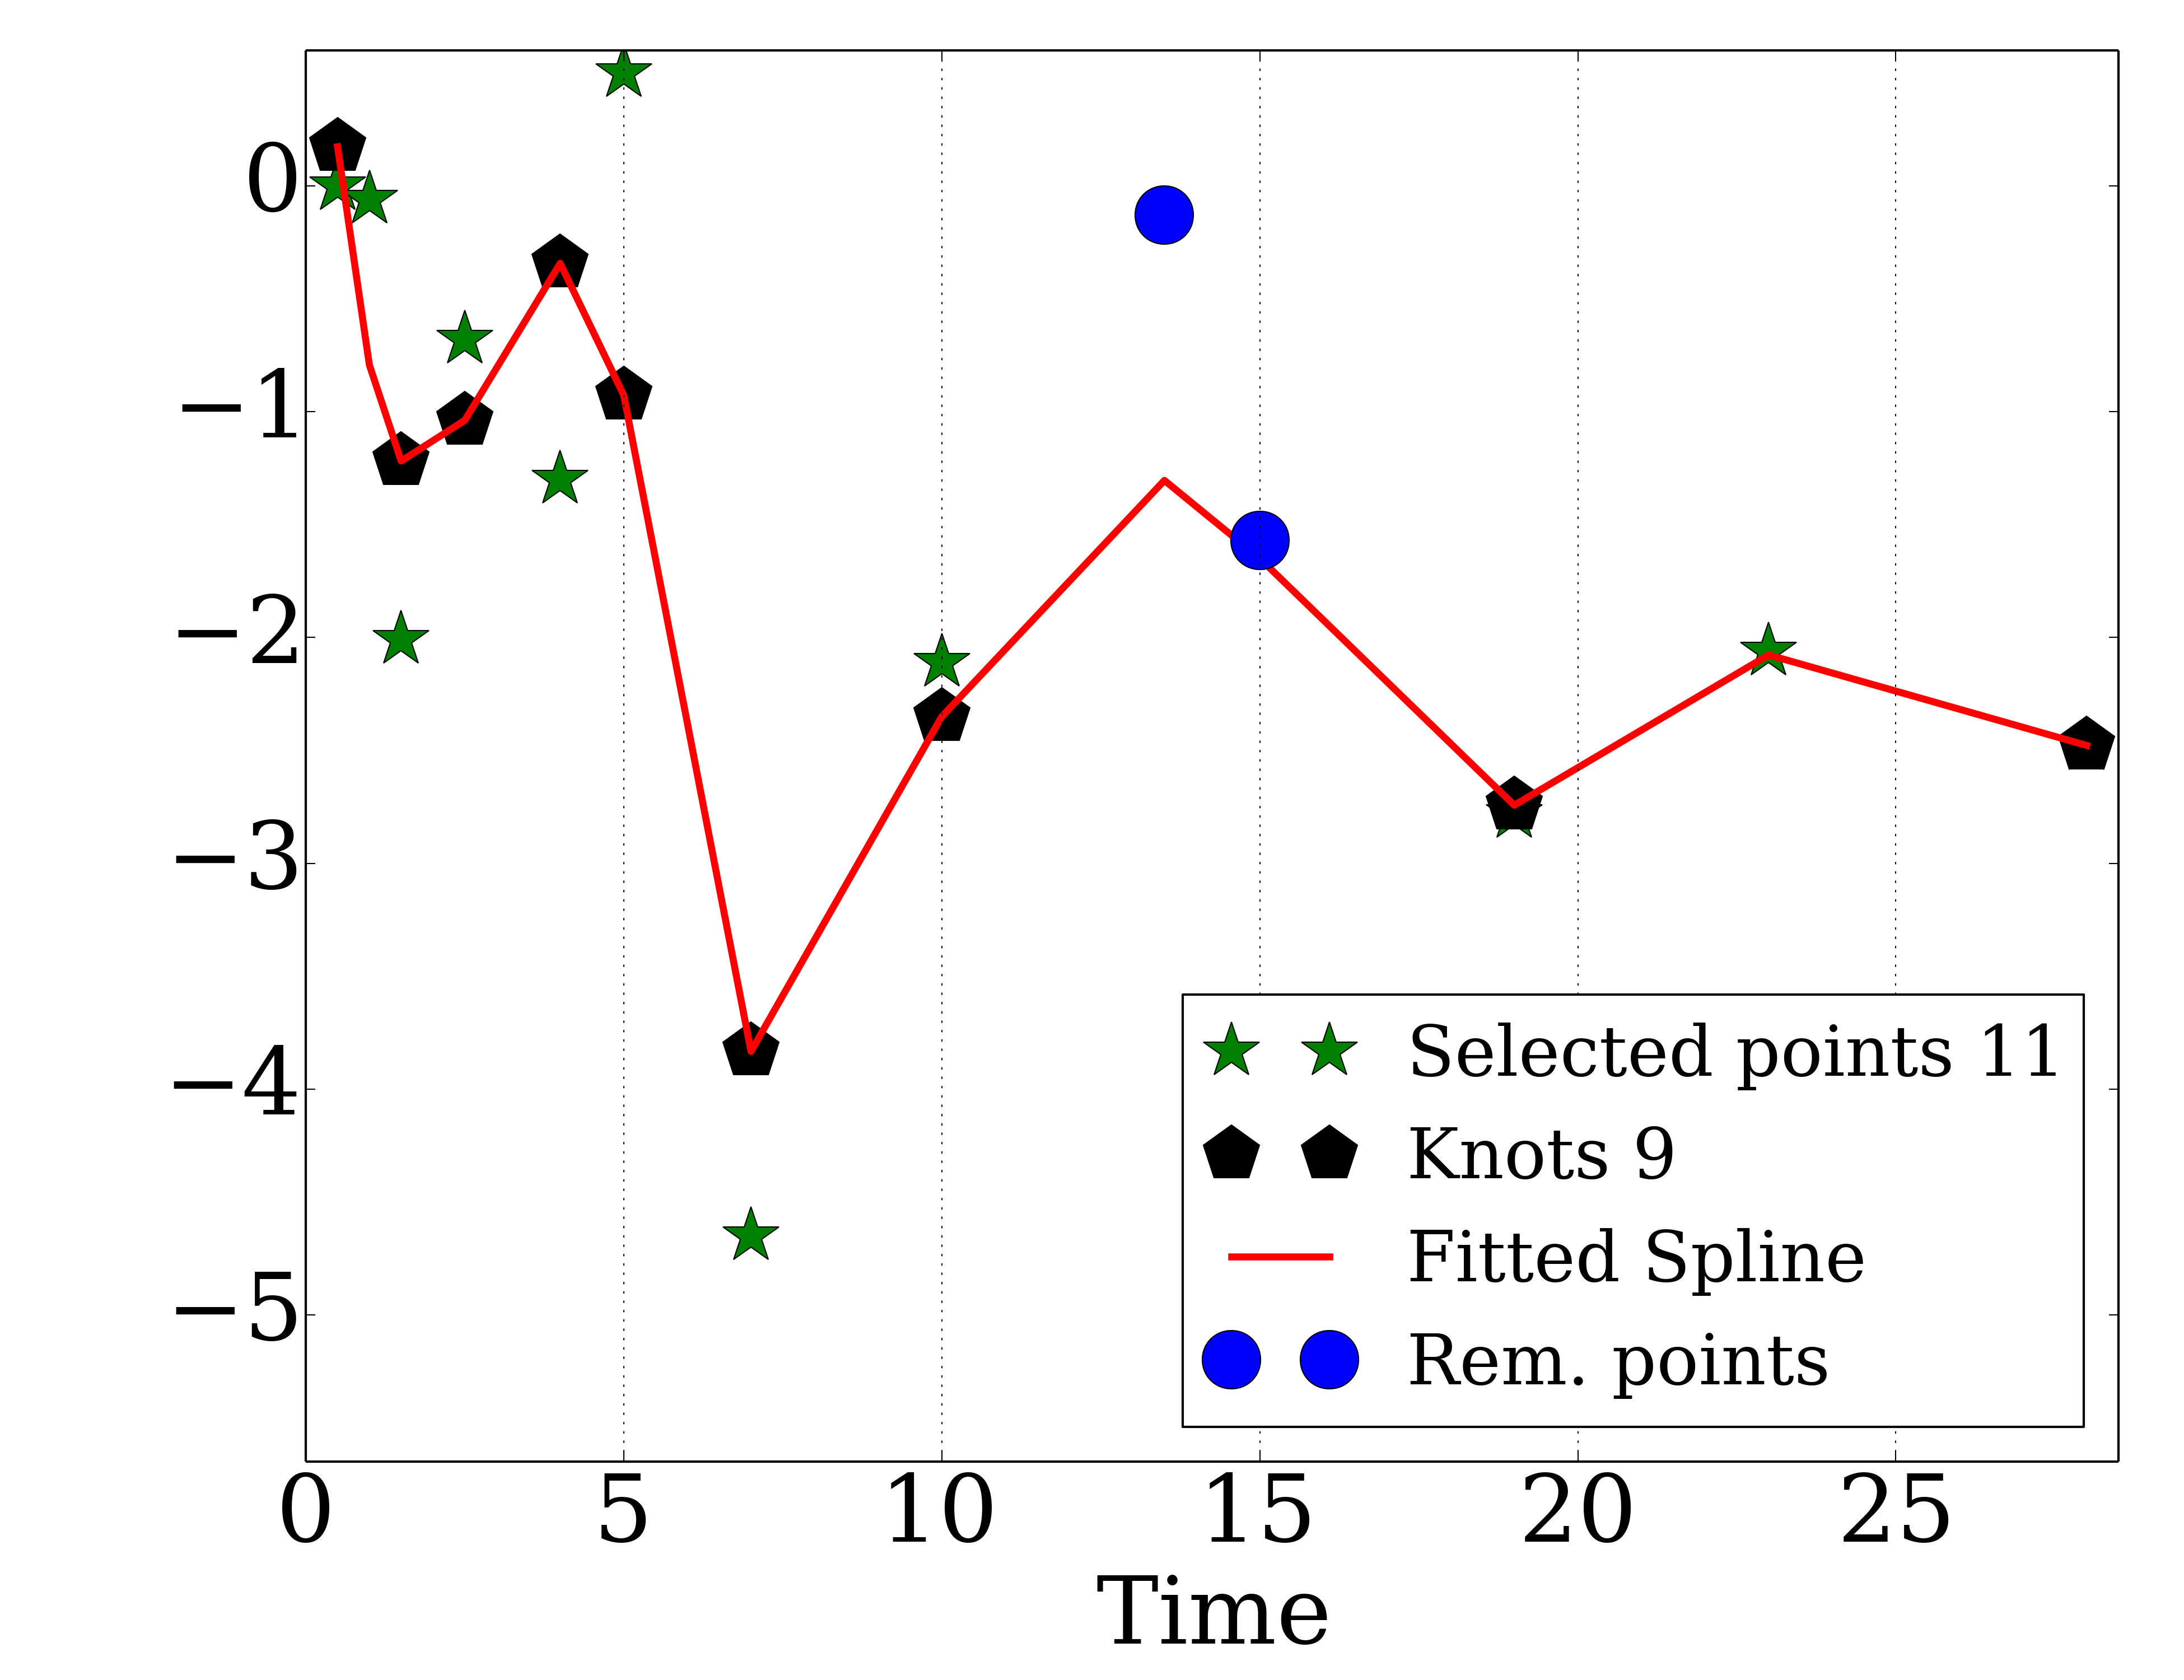 0
−1
−2
−3
−4
−5
Selected points 11
Knots 9
Fitted Spline
Rem. points
0 5 10 15 20 25
Time